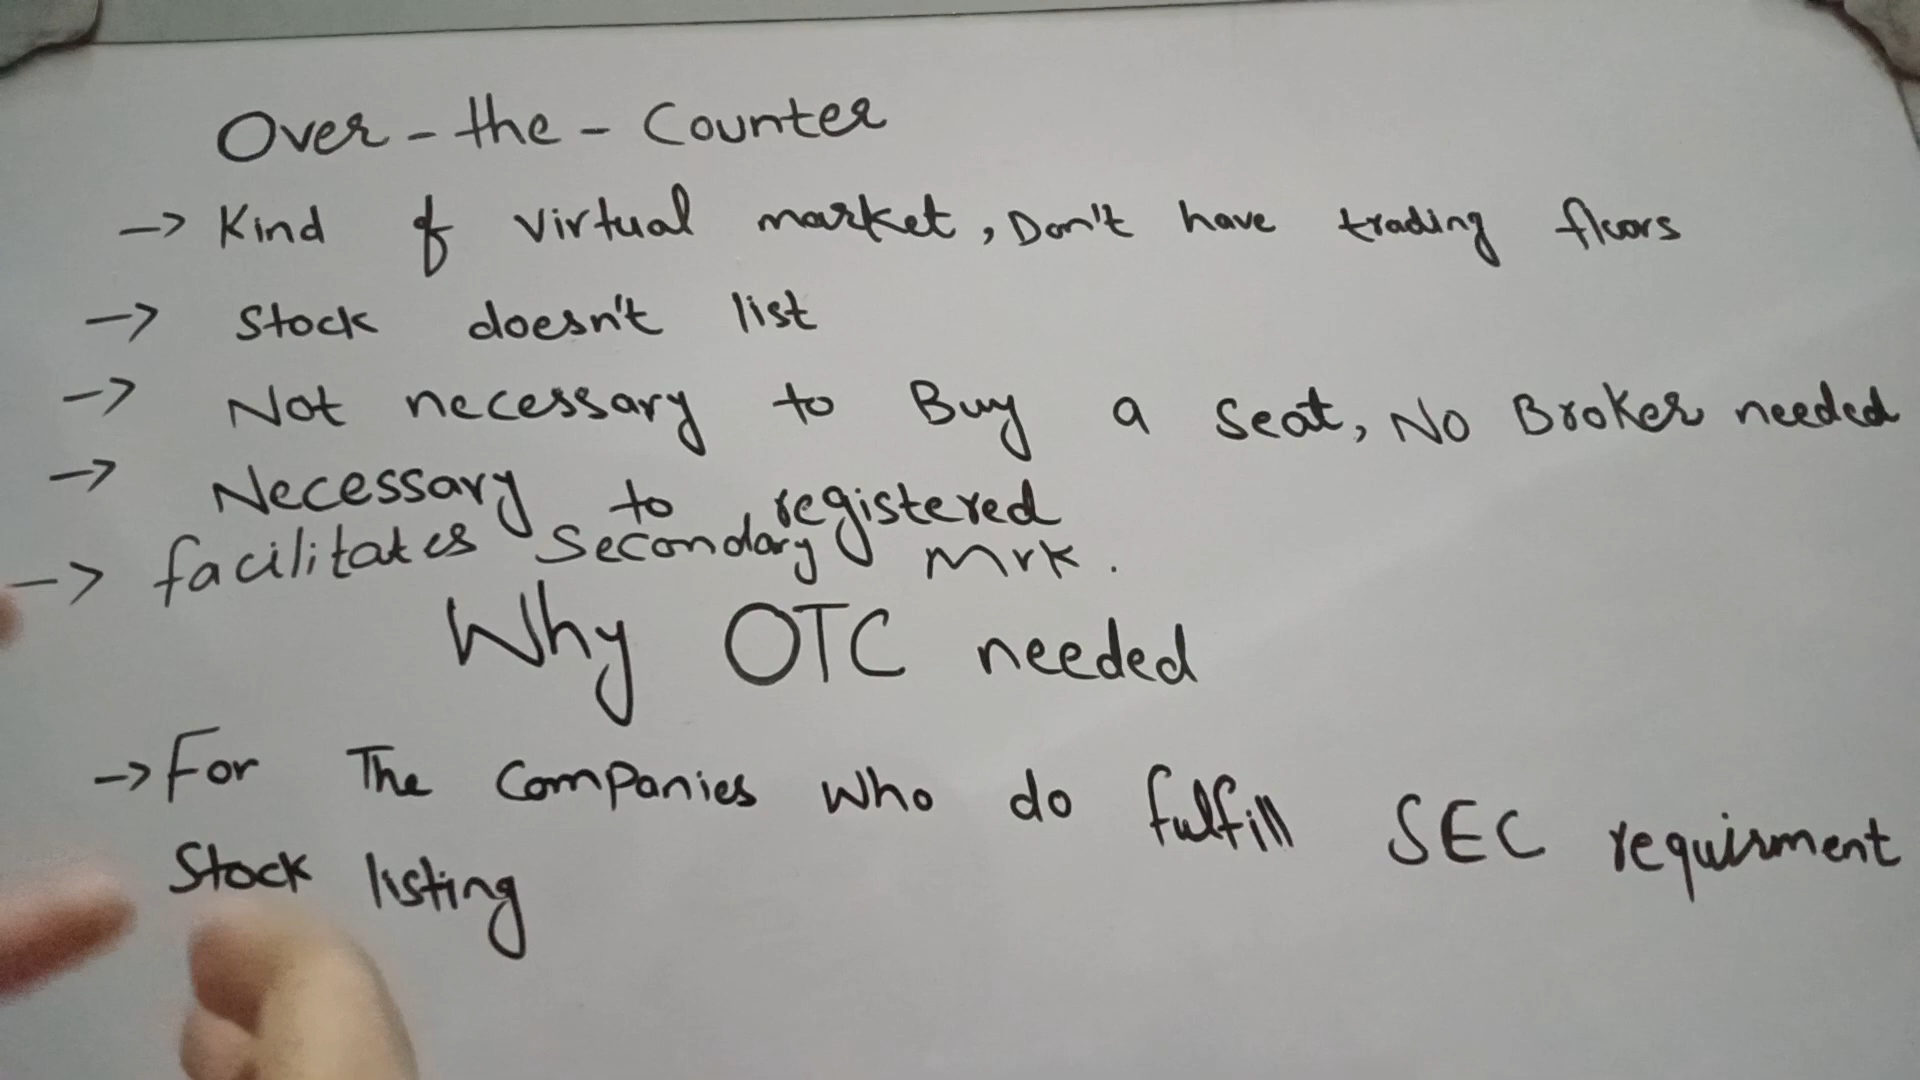 Over-the-Counter
-> Kind of virtual market, Don't have trading floors
-> Stock doesn't list
-> Not necessary to Buy a Seat, No Broker needed
-> Necessary to registered
-> facilitates Secondary Mrk.
Why OTC needed
-> For The Companies Who do fulfill SEC requirment
Stock listing